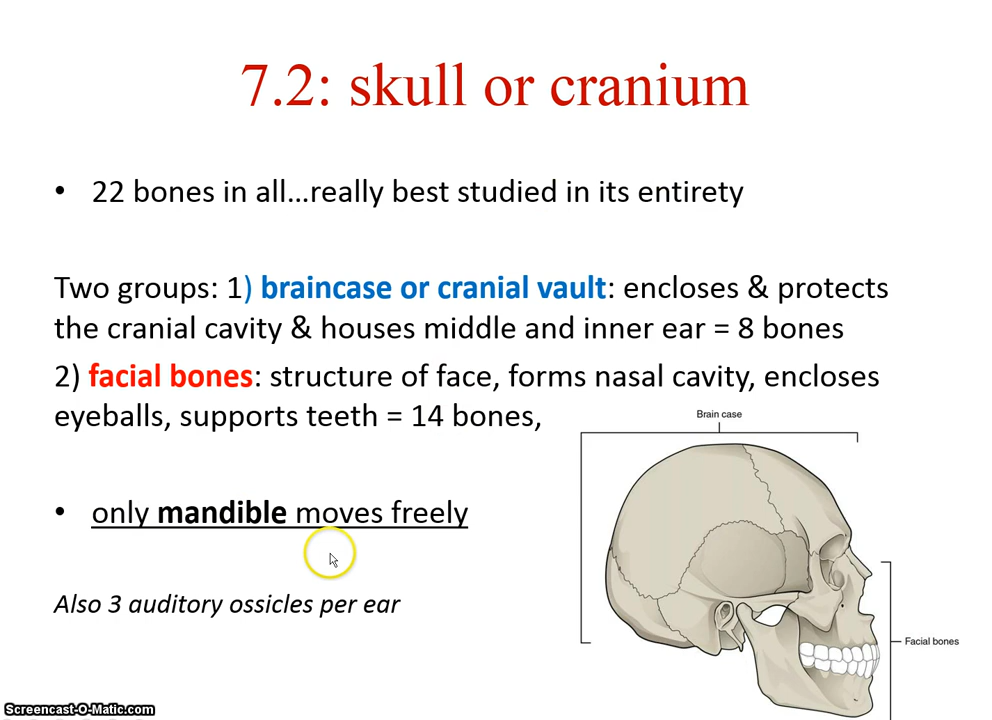 7.2: skull or cranium
• 22 bones in all...really best studied in its entirety
Two groups: 1) braincase or cranial vault: encloses & protects
the cranial cavity & houses middle and inner ear = 8 bones
2) facial bones: structure of face, forms nasal cavity, encloses
eyeballs, supports teeth = 14 bones,
Brain case
• only mandible moves freely
Also 3 auditory ossicles per ear
Facial bones
Screencast-O-Matic.com